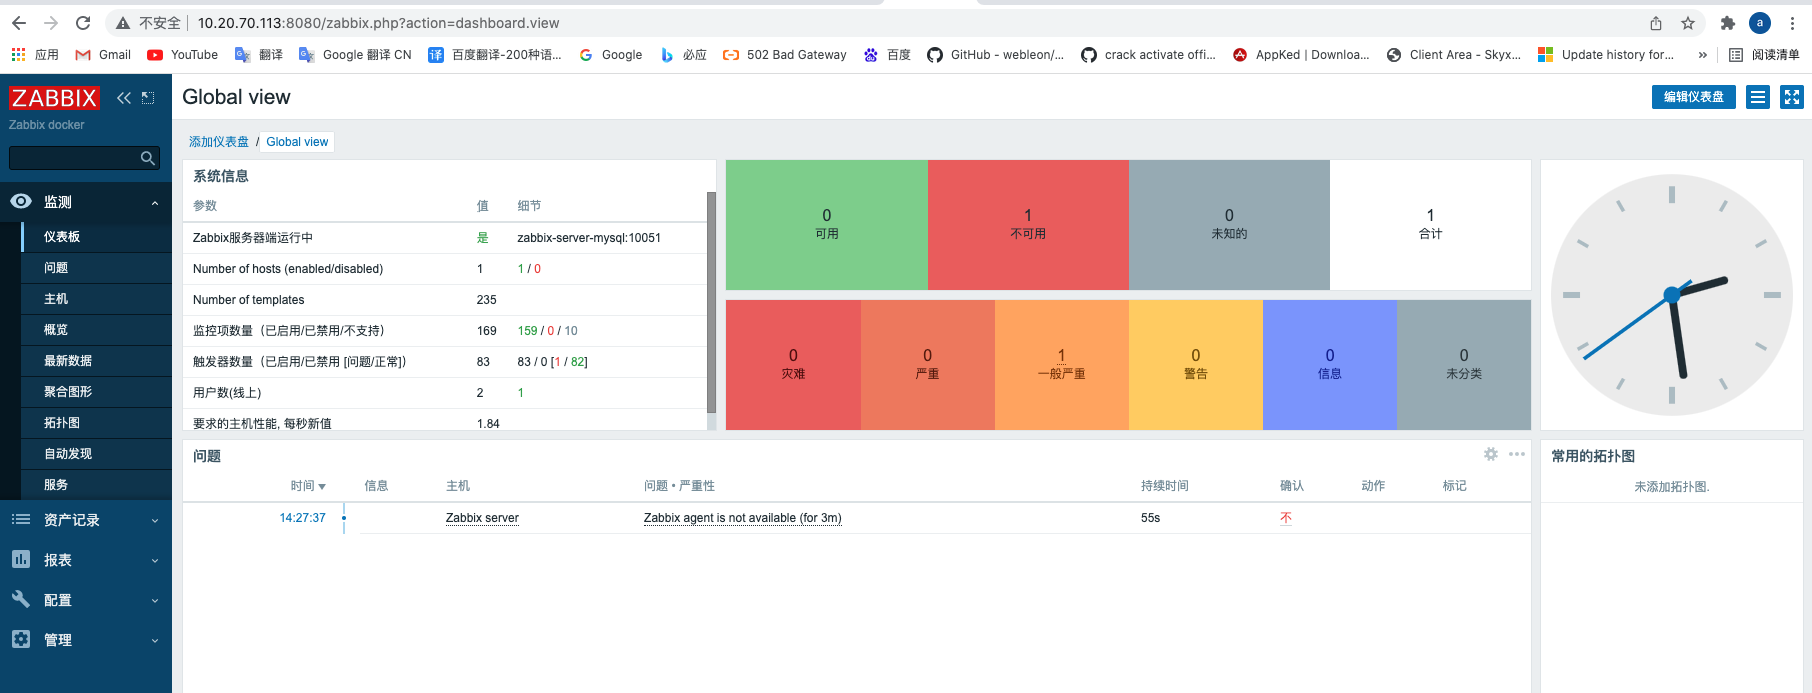 不安全 10.20.70.113:8080/zabbix.php?action=dashboard.view a
应用 Gmail YouTube 翻译 Google 翻译 CN 百度翻译-200种语... Google 必应 502 Bad Gateway 百度 GitHub - webleon/... crack activate offi... AppKed | Downloa... Client Area - Skyx... Update history for... » 阅读清单
ZABBIX
Zabbix docker
监测
仪表板
问题
主机
概览
最新数据
聚合图形
拓扑图
自动发现
服务
资产记录
报表
配置
管理
Global view
编辑仪表盘
添加仪表盘 / Global view
系统信息
参数 值 细节
Zabbix服务器端运行中 是 zabbix-server-mysql:10051
Number of hosts (enabled/disabled) 1 1 / 0
Number of templates 235
监控项数量（已启用/已禁用/不支持） 169 159 / 0 / 10
触发器数量（已启用/已禁用 [问题/正常]） 83 83 / 0 [1 / 82]
用户数(线上) 2 1
要求的主机性能, 每秒新值 1.84
0 1 0 1
可用 不可用 未知的 合计
0 0 1 0 0 0
灾难 严重 一般严重 警告 信息 未分类
问题
时间 信息 主机 问题 • 严重性 持续时间 确认 动作 标记
14:27:37 Zabbix server Zabbix agent is not available (for 3m) 55s 不
常用的拓扑图
未添加拓扑图.